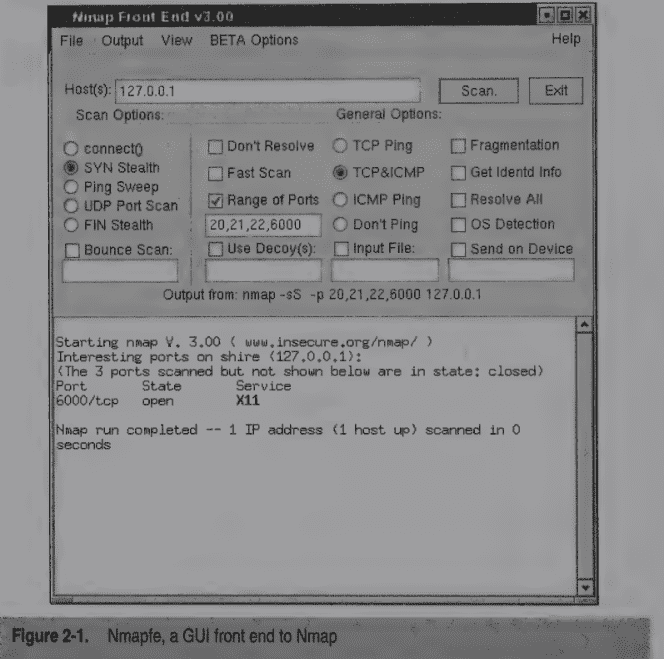 Nmap Front End v3.00
File Output View BETA Options Help
Host(s): 127.0.0.1 Scan. Exit
Scan Options: General Options:
connect() Don't Resolve TCP Ping Fragmentation
SYN Stealth Fast Scan TCP&ICMP Get Identd Info
Ping Sweep Range of Ports ICMP Ping Resolve All
UDP Port Scan
FIN Stealth 20,21,22,6000 Don't Ping OS Detection
Bounce Scan: Use Decoy(s): Input File: Send on Device
Output from: nmap -sS -p 20,21,22,6000 127.0.0.1
Starting nmap V. 3.00 ( www.insecure.org/nmap/ )
Interesting ports on shire (127.0.0.1):
(The 3 ports scanned but not shown below are in state: closed)
Port State Service
6000/tcp open X11
Nmap run completed -- 1 IP address (1 host up) scanned in 0
seconds
Figure 2-1. Nmapfe, a GUI front end to Nmap